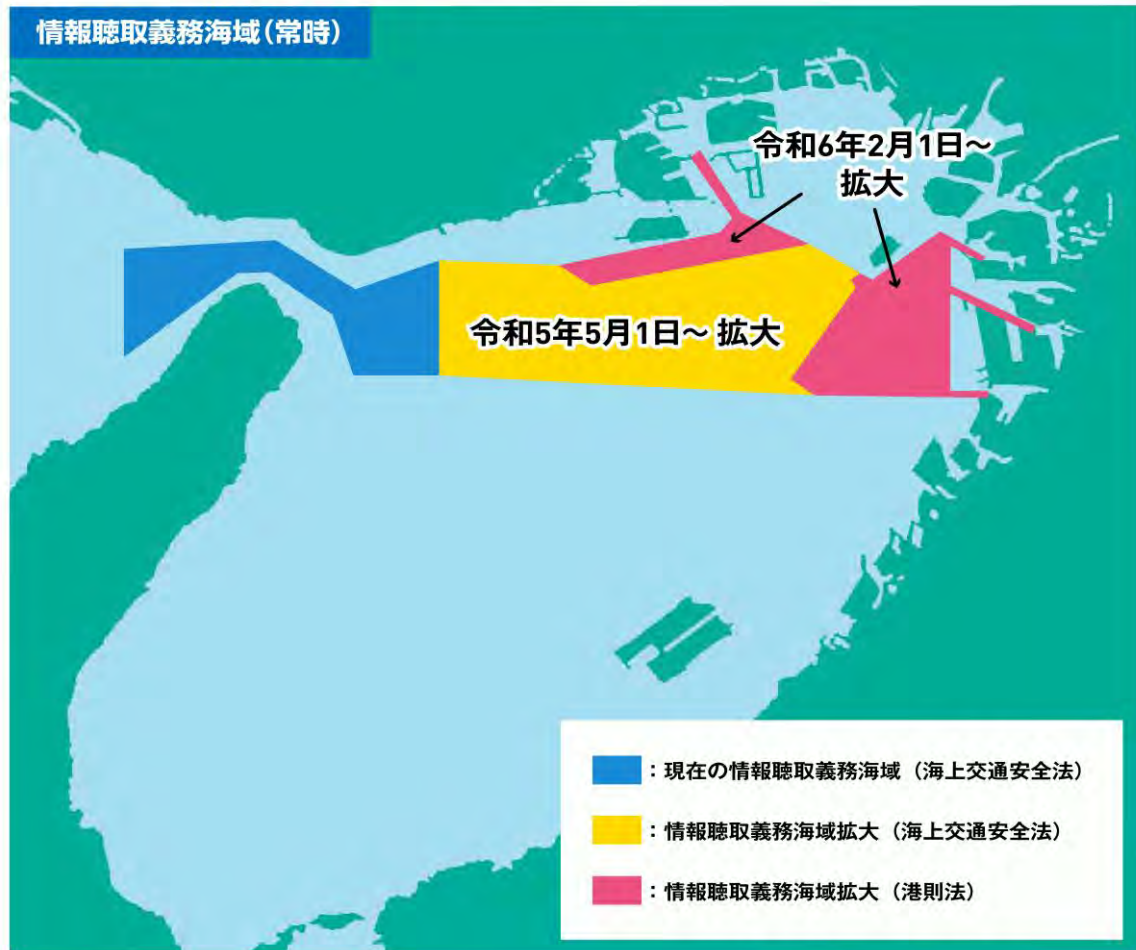 情報聴取義務海域(常時)
令和6年2月1日～
拡大
令和5年5月1日～ 拡大
：現在の情報聴取義務海域（海上交通安全法）
：情報聴取義務海域拡大（海上交通安全法）
：情報聴取義務海域拡大（港則法）